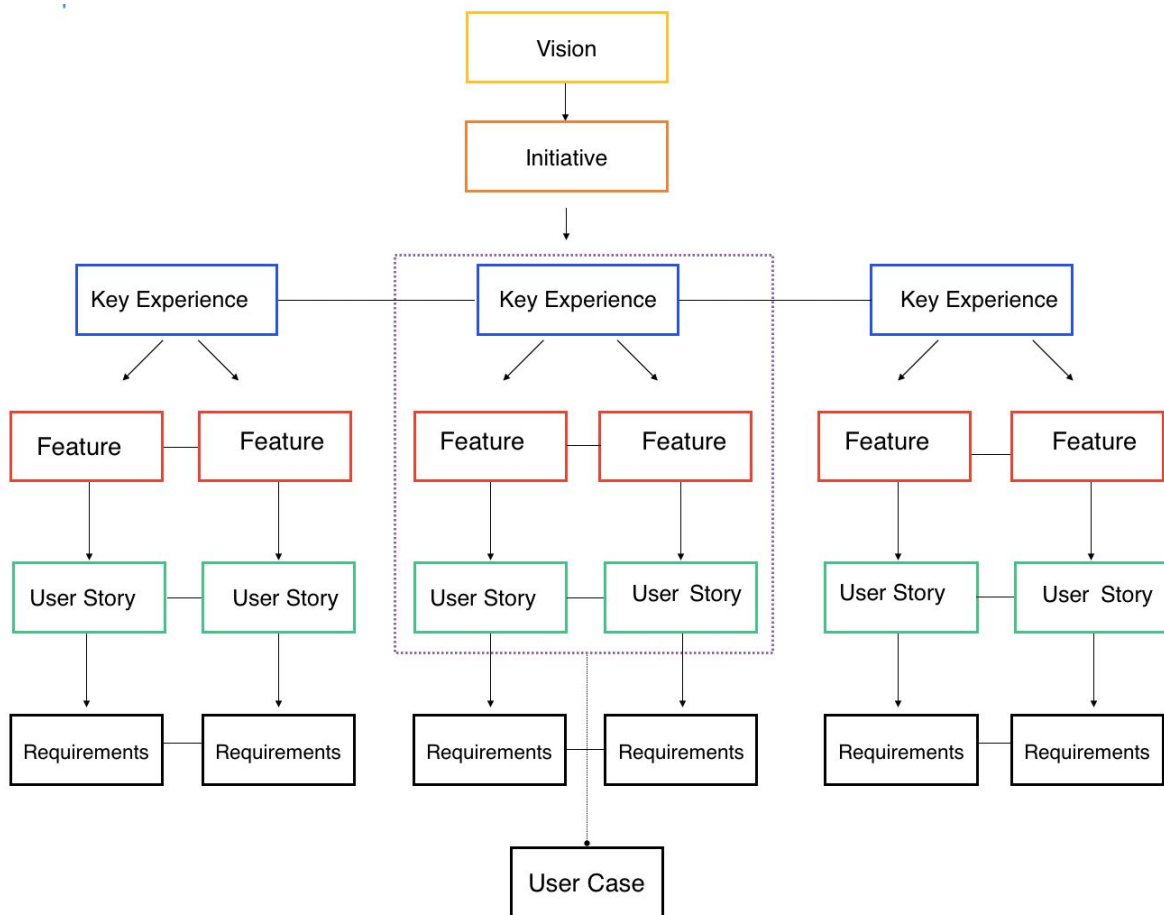 Vision
Initiative
Key Experience
Key Experience
Key Experience
Feature
Feature
Feature
Feature
Feature
Feature
User Story
User Story
User Story
User Story
User Story
User Story
Requirements
Requirements
Requirements
Requirements
Requirements
Requirements
User Case